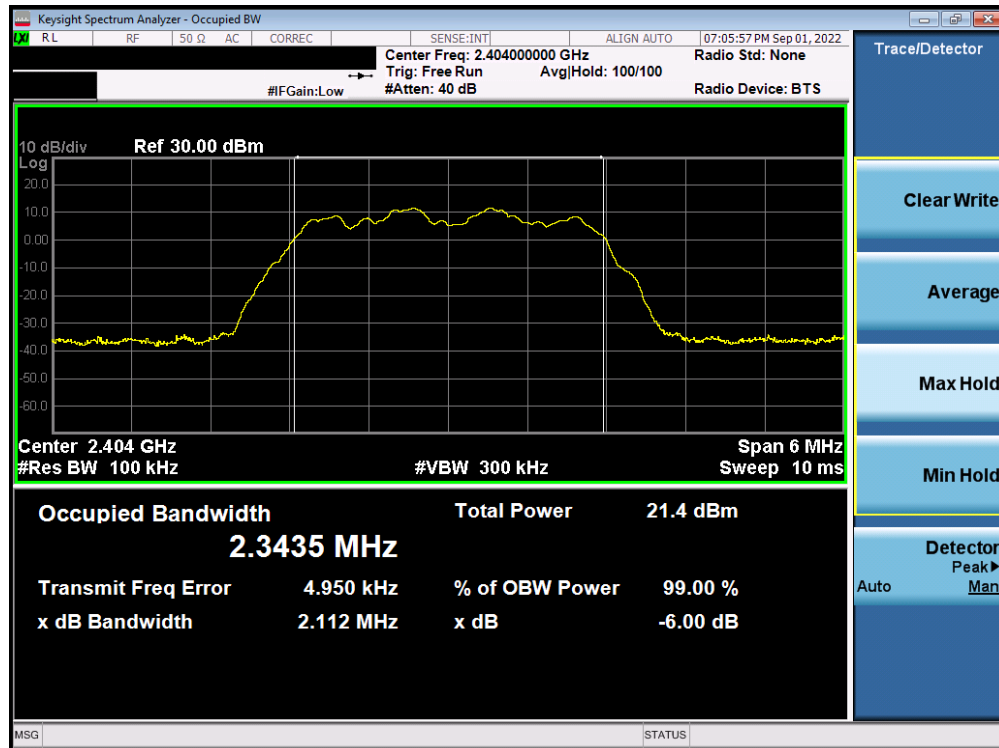 Keysight Spectrum Analyzer - Occupied BW
LXI RL RF 50 Ω AC CORREC SENSE:INT ALIGN AUTO 07:05:57 PM Sep 01, 2022
Center Freq: 2.404000000 GHz Radio Std: None
Trig: Free Run Avg|Hold: 100/100
#IFGain:Low #Atten: 40 dB Radio Device: BTS
Trace/Detector
10 dB/div Ref 30.00 dBm
Log
20.0
10.0
0.00
-10.0
-20.0
-30.0
-40.0
-50.0
-60.0
Center 2.404 GHz Span 6 MHz
#Res BW 100 kHz #VBW 300 kHz Sweep 10 ms
Occupied Bandwidth Total Power 21.4 dBm
2.3435 MHz
Transmit Freq Error 4.950 kHz % of OBW Power 99.00 %
x dB Bandwidth 2.112 MHz x dB -6.00 dB
Clear Write
Average
Max Hold
Min Hold
Detector
Peak▶
Auto Man
MSG STATUS